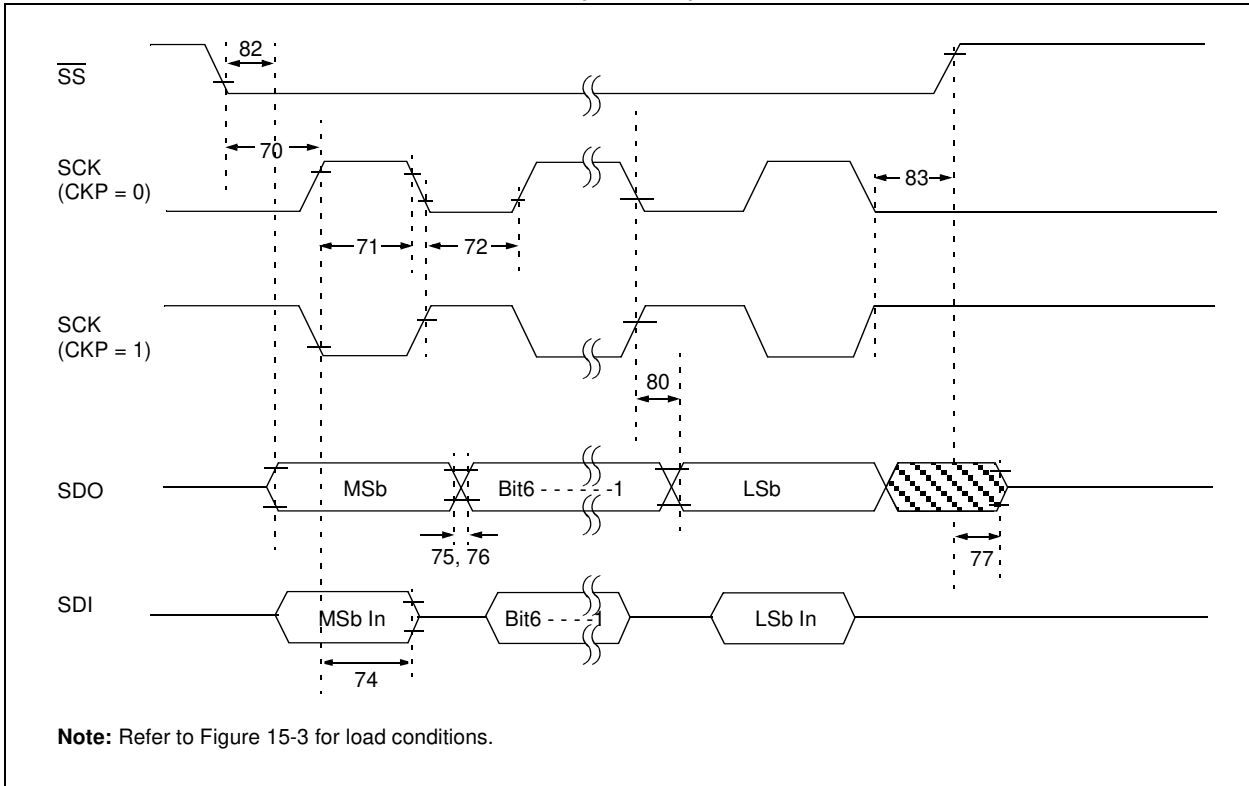 82
SS
70
SCK
(CKP = 0)
83
71
72
SCK
(CKP = 1)
80
SDO
MSb
Bit6 - - - - - -1
LSb
75, 76
77
SDI
MSb In
Bit6 - - - -1
LSb In
74
Note: Refer to Figure 15-3 for load conditions.